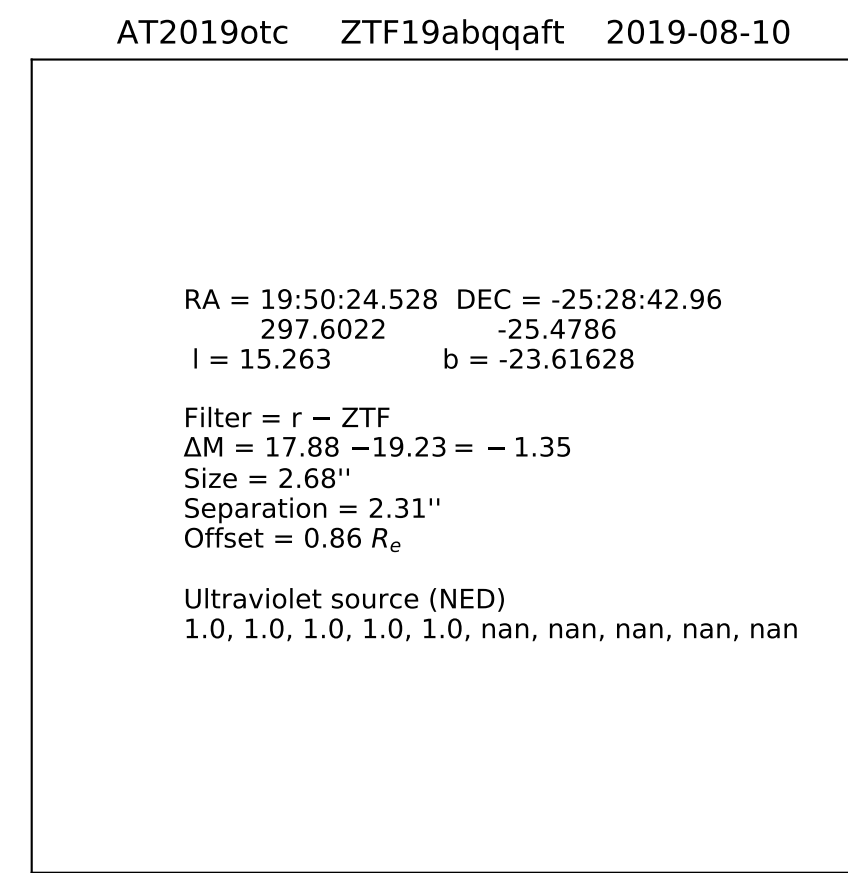 AT2019otc ZTF19abqqaft 2019-08-10
RA = 19:50:24.528 DEC = -25:28:42.96
297.6022 -25.4786
l = 15.263 b = -23.61628
Filter = r − ZTF
ΔM = 17.88 −19.23 = − 1.35
Size = 2.68''
Separation = 2.31''
Offset = 0.86 Rₑ
Ultraviolet source (NED)
1.0, 1.0, 1.0, 1.0, 1.0, nan, nan, nan, nan, nan